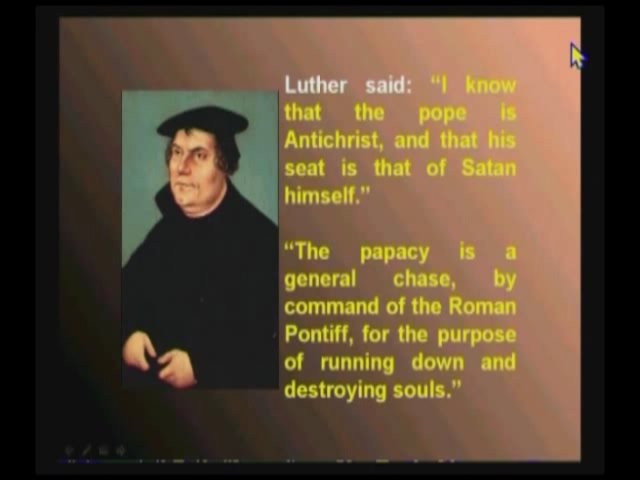 Luther said: “I know
that the pope is
Antichrist, and that his
seat is that of Satan
himself.”
“The papacy is a
general chase, by
command of the Roman
Pontiff, for the purpose
of running down and
destroying souls.”